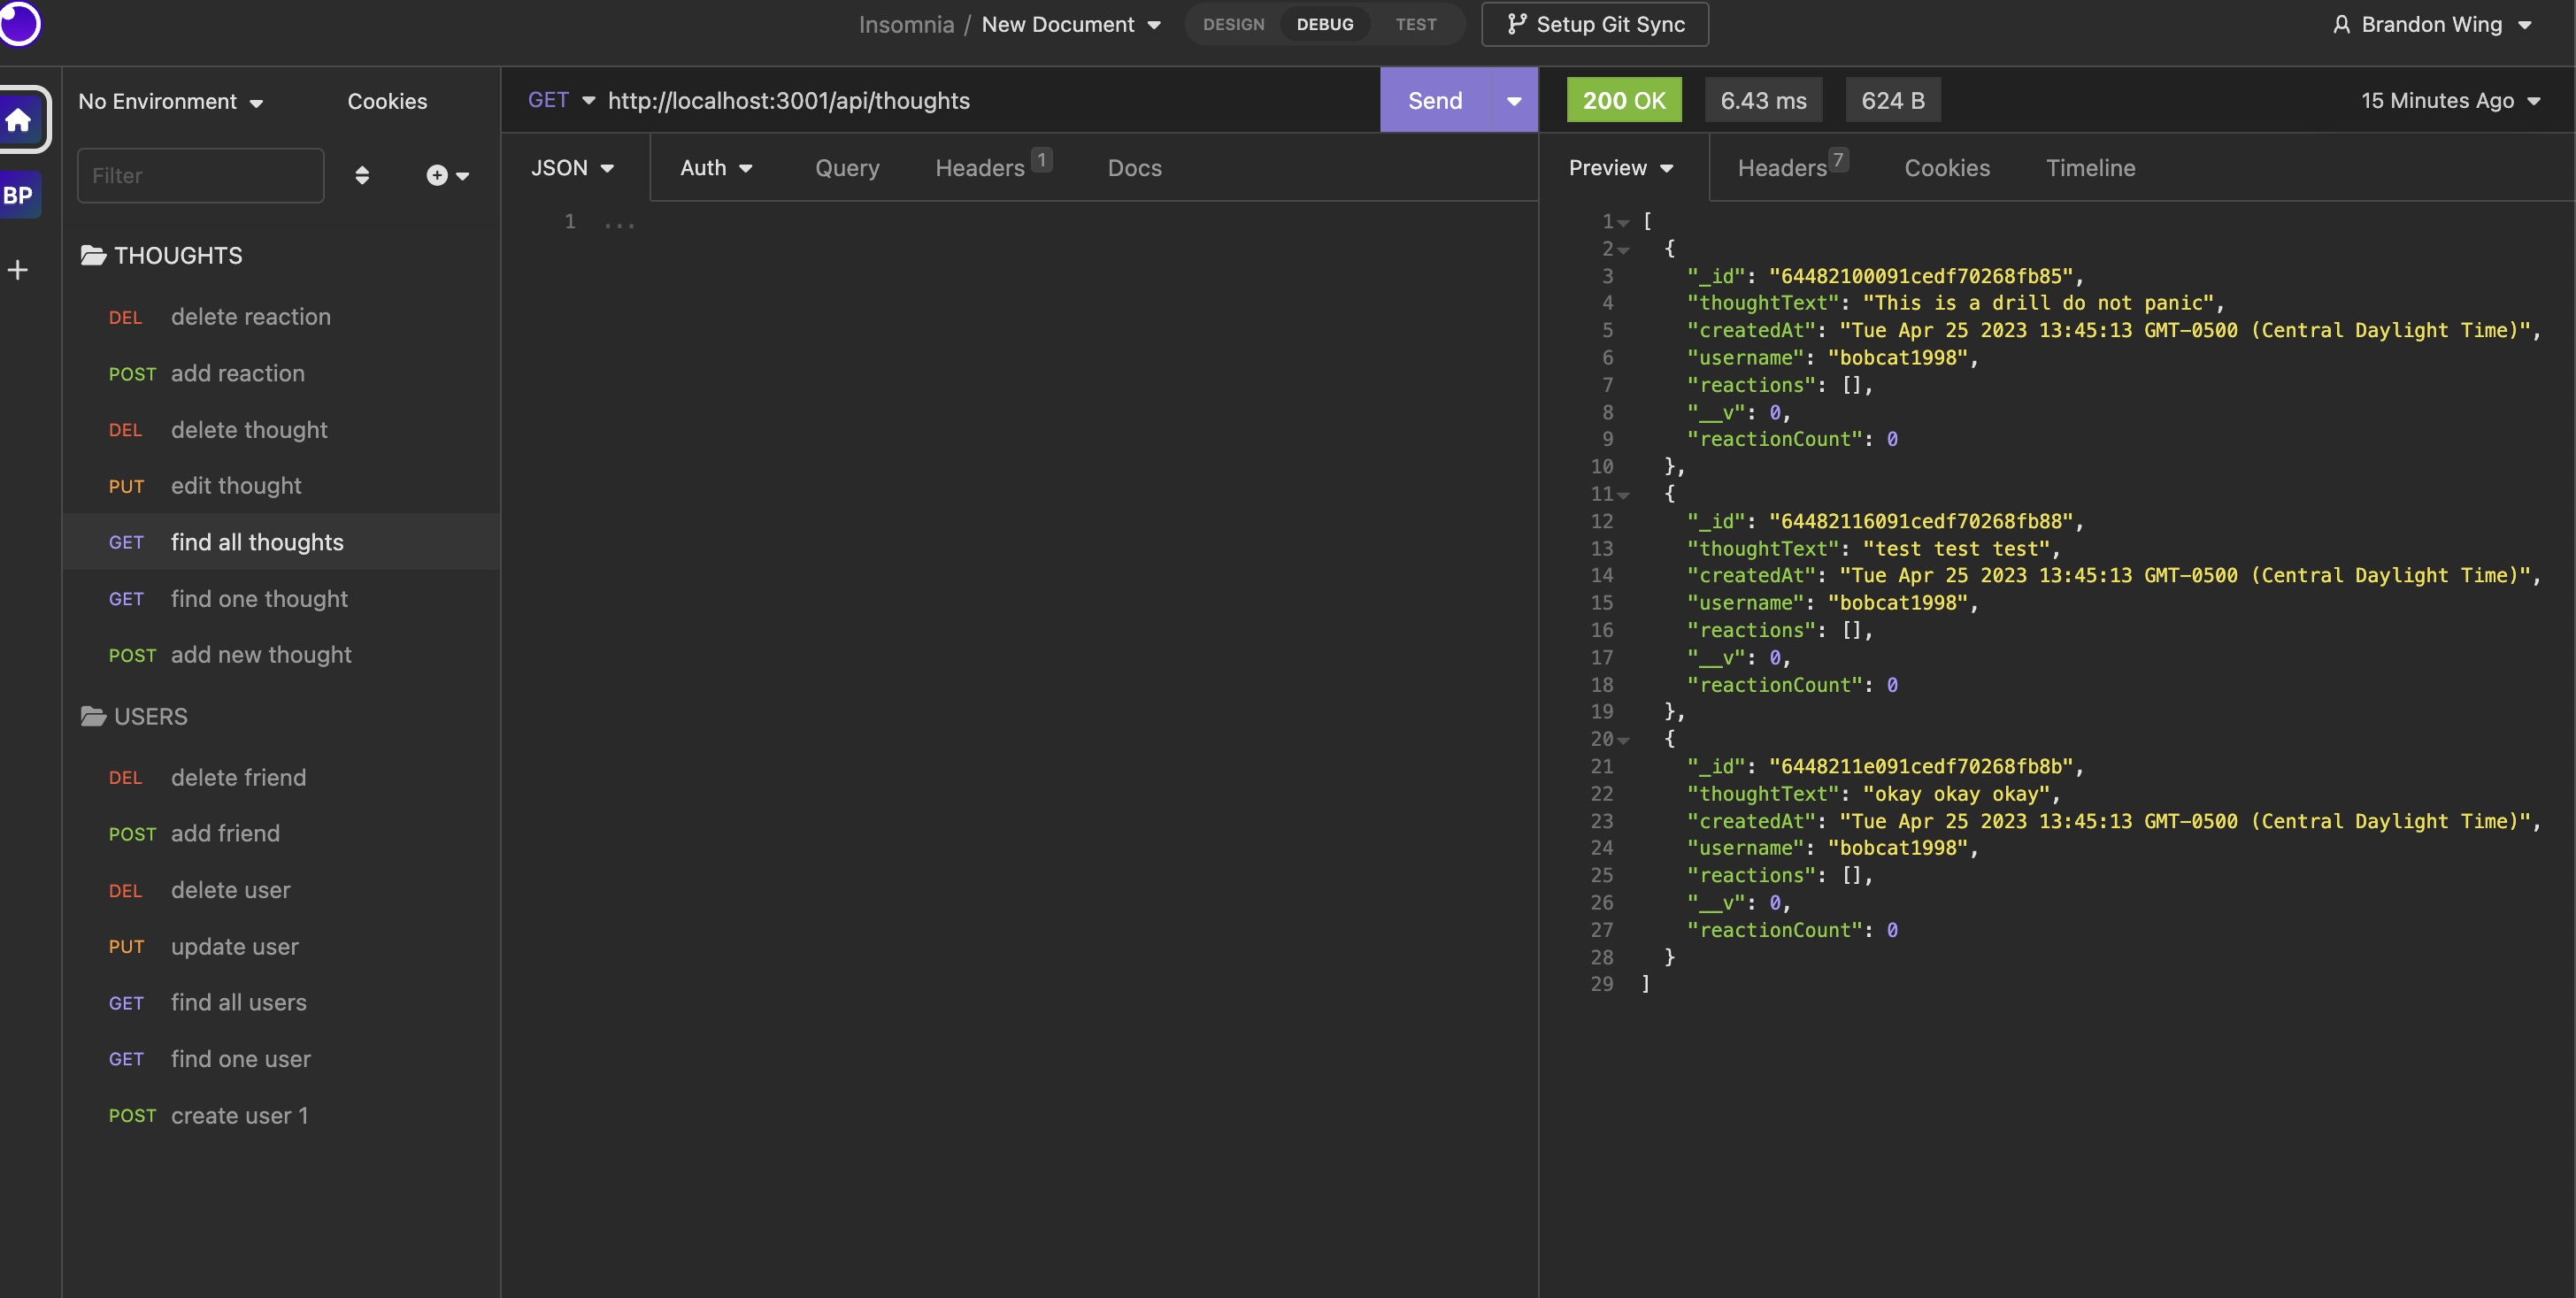 Insomnia / New Document
DESIGN DEBUG TEST
Setup Git Sync
Brandon Wing
BP
No Environment
Cookies
Filter
THOUGHTS
DEL delete reaction
POST add reaction
DEL delete thought
PUT edit thought
GET find all thoughts
GET find one thought
POST add new thought
USERS
DEL delete friend
POST add friend
DEL delete user
PUT update user
GET find all users
GET find one user
POST create user 1
GET http://localhost:3001/api/thoughts
Send
JSON Auth Query Headers 1 Docs
1 ...
200 OK 6.43 ms 624 B 15 Minutes Ago
Preview Headers 7 Cookies Timeline
1 [
2 {
3 "_id": "64482100091cedf70268fb85",
4 "thoughtText": "This is a drill do not panic",
5 "createdAt": "Tue Apr 25 2023 13:45:13 GMT-0500 (Central Daylight Time)",
6 "username": "bobcat1998",
7 "reactions": [],
8 "__v": 0,
9 "reactionCount": 0
10 },
11 {
12 "_id": "64482116091cedf70268fb88",
13 "thoughtText": "test test test",
14 "createdAt": "Tue Apr 25 2023 13:45:13 GMT-0500 (Central Daylight Time)",
15 "username": "bobcat1998",
16 "reactions": [],
17 "__v": 0,
18 "reactionCount": 0
19 },
20 {
21 "_id": "6448211e091cedf70268fb8b",
22 "thoughtText": "okay okay okay",
23 "createdAt": "Tue Apr 25 2023 13:45:13 GMT-0500 (Central Daylight Time)",
24 "username": "bobcat1998",
25 "reactions": [],
26 "__v": 0,
27 "reactionCount": 0
28 }
29 ]